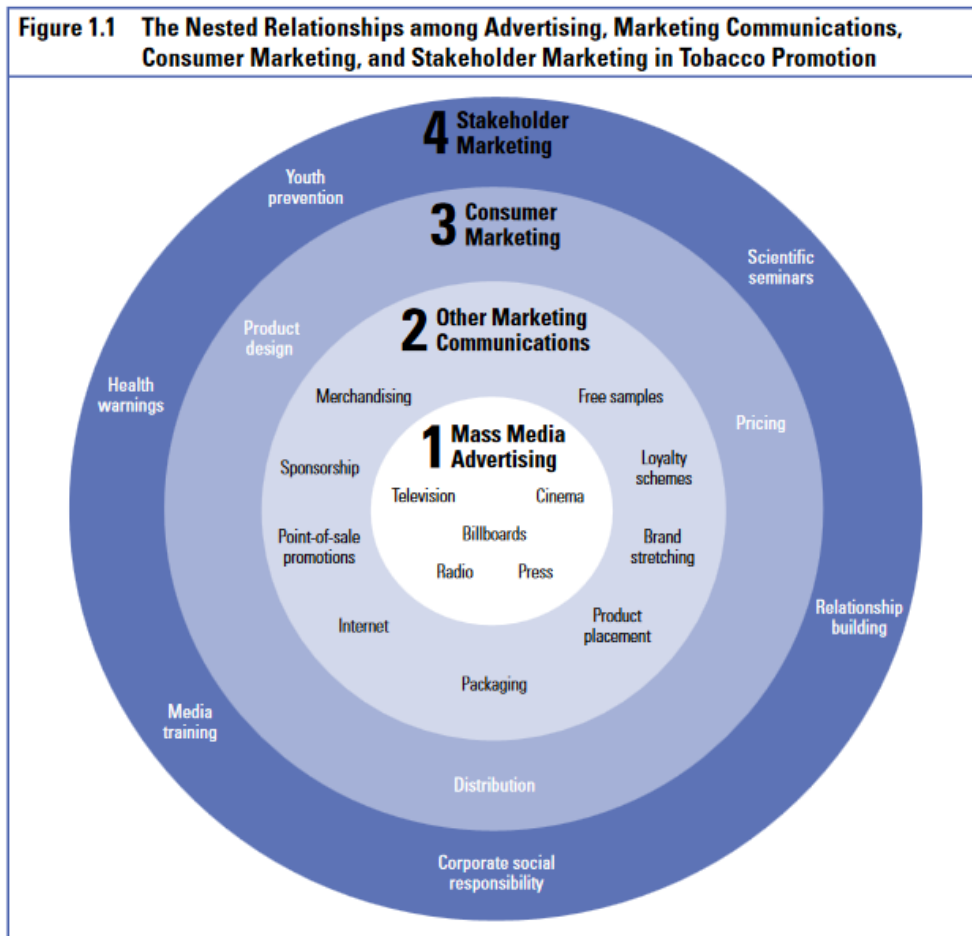 Figure 1.1 The Nested Relationships among Advertising, Marketing Communications,
Consumer Marketing, and Stakeholder Marketing in Tobacco Promotion
4 Stakeholder
Marketing
Youth
prevention
3 Consumer
Marketing
Scientific
seminars
2 Other Marketing
Communications
Product
design
Health
warnings
Merchandising
Free samples
Pricing
1 Mass Media
Advertising
Sponsorship
Loyalty
schemes
Television
Cinema
Billboards
Point-of-sale
promotions
Brand
stretching
Radio
Press
Internet
Product
placement
Relationship
building
Packaging
Media
training
Distribution
Corporate social
responsibility